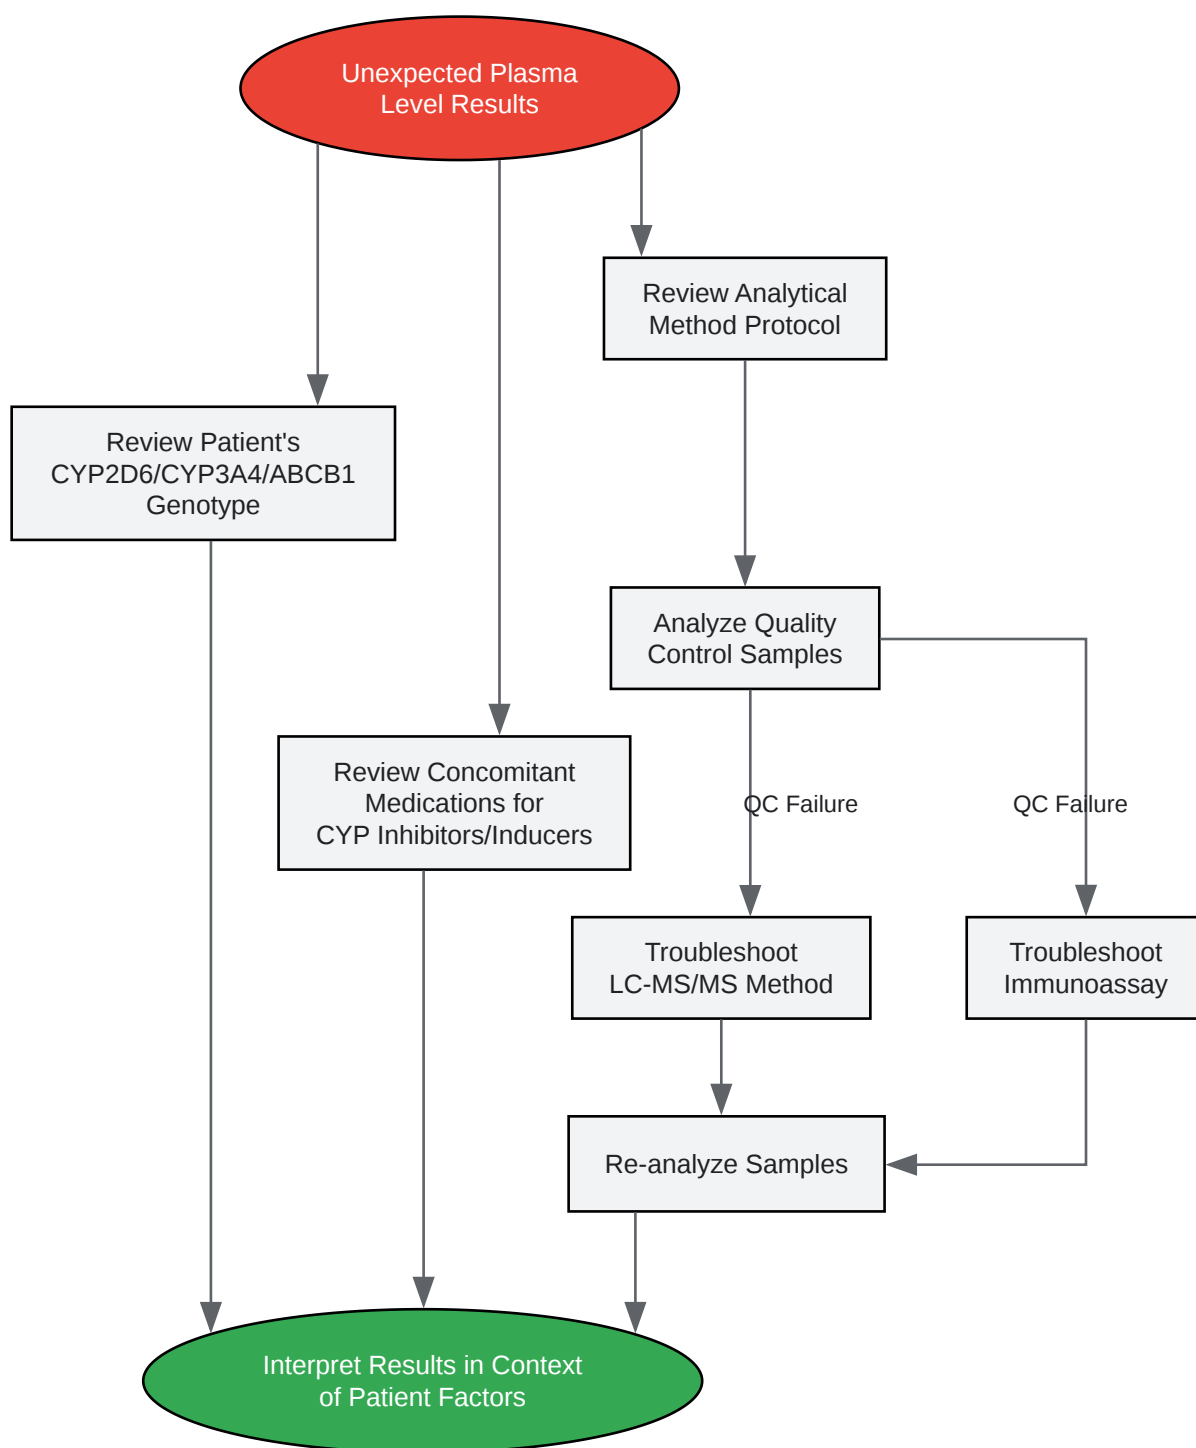 Unexpected Plasma
Level Results
Review Analytical
Method Protocol
Review Patient's
CYP2D6/CYP3A4/ABCB1
Genotype
Analyze Quality
Control Samples
Review Concomitant
Medications for
CYP Inhibitors/Inducers
QC Failure
QC Failure
Troubleshoot
LC-MS/MS Method
Troubleshoot
Immunoassay
Re-analyze Samples
Interpret Results in Context
of Patient Factors